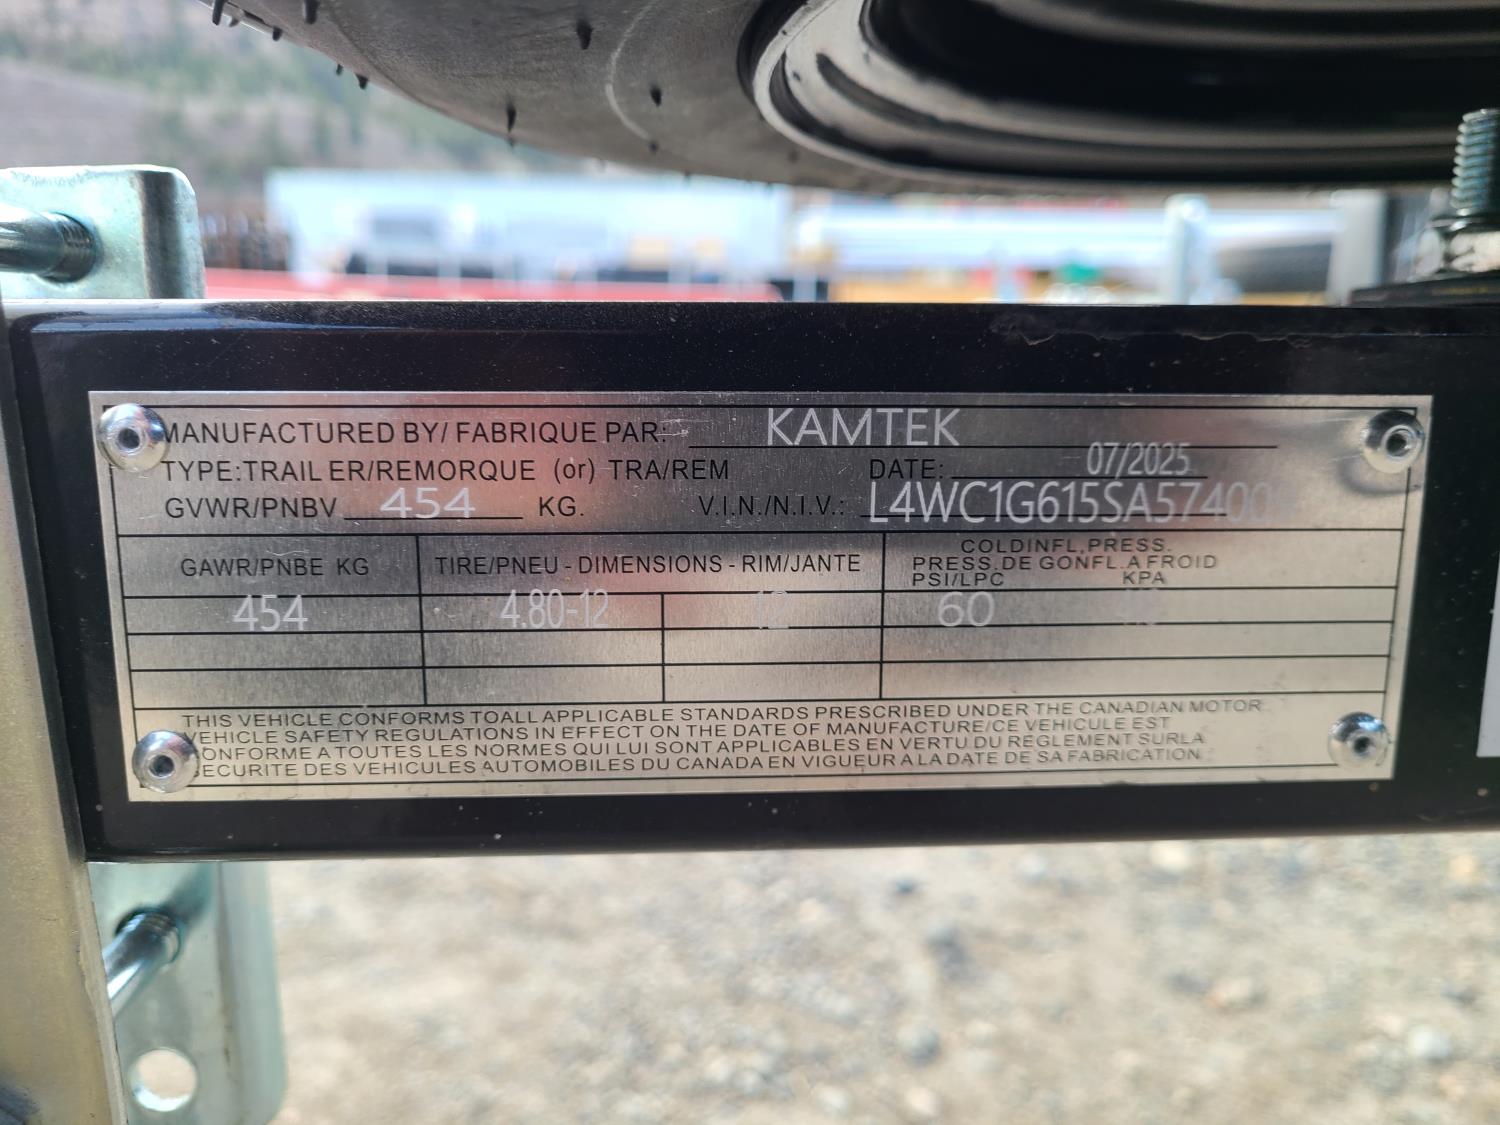 MANUFACTURED BY/ FABRIQUE PAR: KAMTEK
TYPE:TRAILER/REMORQUE (or) TRA/REM DATE: 07/2025
GVWR/PNBV 454 KG. V.I.N./N.I.V.:
GAWR/PNBE KG TIRE/PNEU - DIMENSIONS - RIM/JANTE COLDINFL, PRESS.
PRESS.DE GONFL.A FROID
PSI/LPC KPA
454 4.80-12 12 60
THIS VEHICLE CONFORMS TOALL APPLICABLE STANDARDS PRESCRIBED UNDER THE CANADIAN MOTOR
VEHICLE SAFETY REGULATIONS IN EFFECT ON THE DATE OF MANUFACTURE/CE VEHICULE EST
CONFORME A TOUTES LES NORMES QUI LUI SONT APPLICABLES EN VERTU DU REGLEMENT SURLA
SECURITE DES VEHICULES AUTOMOBILES DU CANADA EN VIGUEUR A LA DATE DE SA FABRICATION